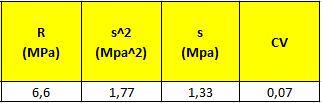 R (MPa) s^2 (Mpa^2) s (Mpa) CV
6,6 1,77 1,33 0,07